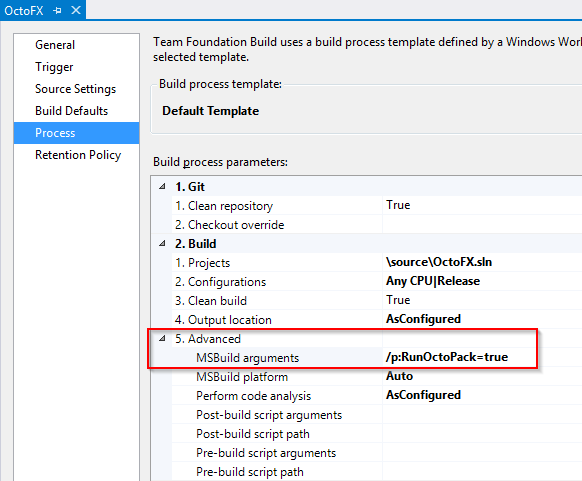 OctoFX
General
Trigger
Source Settings
Build Defaults
Process
Retention Policy
Team Foundation Build uses a build process template defined by a Windows Wor
selected template.
Build process template:
Default Template
Build process parameters:
1. Git
1. Clean repository True
2. Checkout override
2. Build
1. Projects \source\OctoFX.sln
2. Configurations Any CPU|Release
3. Clean build True
4. Output location AsConfigured
5. Advanced
MSBuild arguments /p:RunOctoPack=true
MSBuild platform Auto
Perform code analysis AsConfigured
Post-build script arguments
Post-build script path
Pre-build script arguments
Pre-build script path